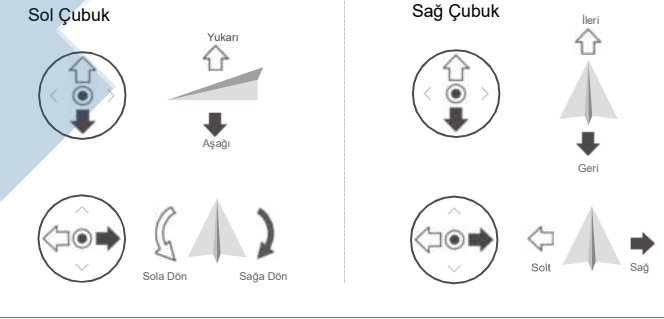 Sol Çubuk
Yukarı
Aşağı
Sola Dön
Sağa Dön
Sağ Çubuk
İleri
Geri
Solt
Sağ